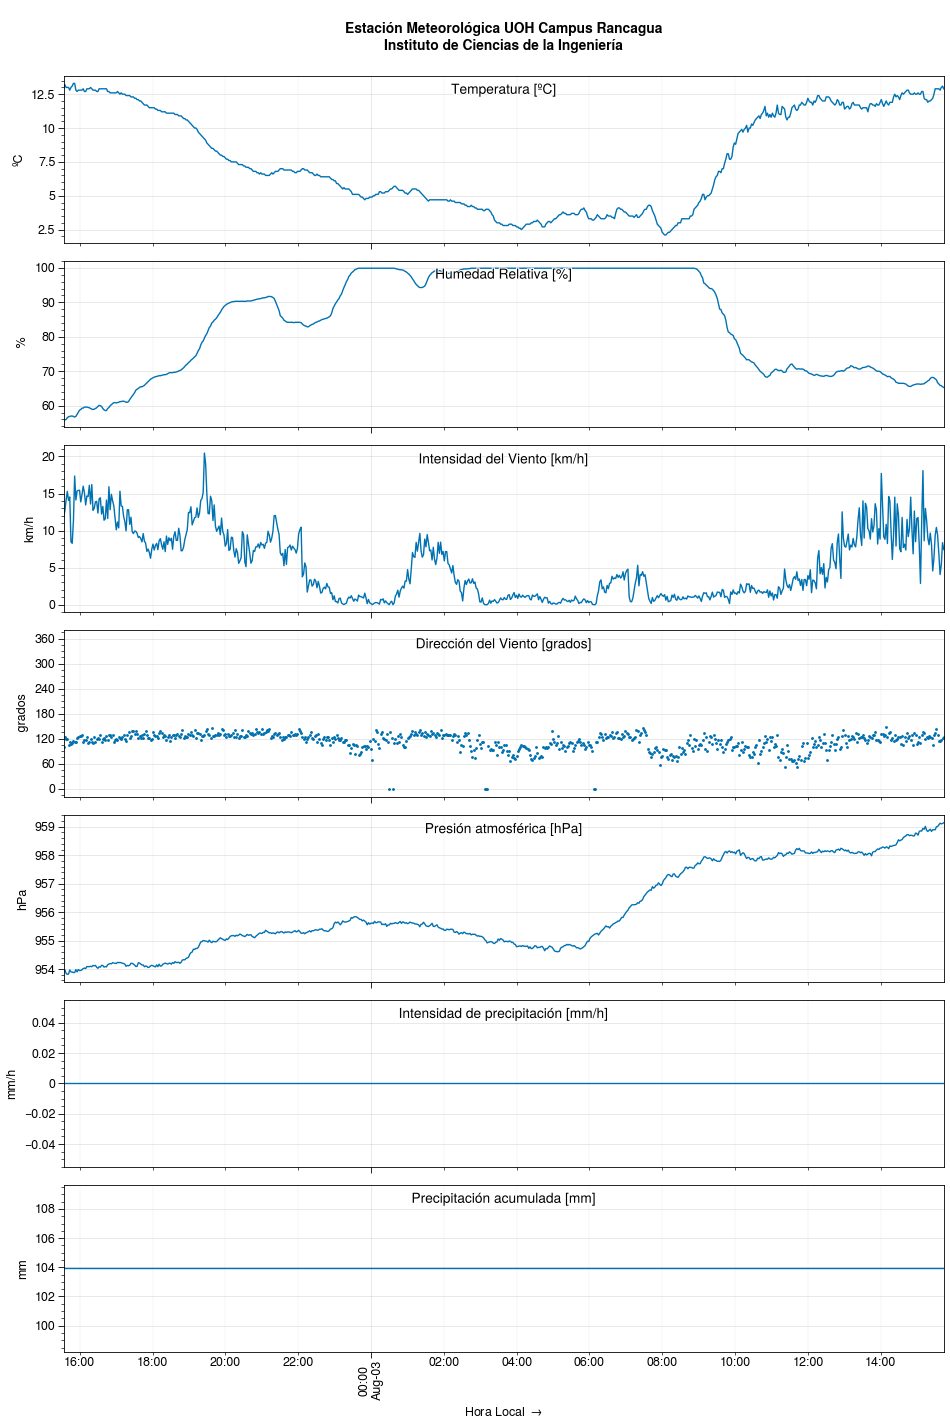 Estación Meteorológica UOH Campus Rancagua
Instituto de Ciencias de la Ingeniería
Temperatura [ºC]
ºC
12.5
10
7.5
5
2.5
Humedad Relativa [%]
%
100
90
80
70
60
Intensidad del Viento [km/h]
km/h
20
15
10
5
0
Dirección del Viento [grados]
grados
360
300
240
180
120
60
0
Presión atmosférica [hPa]
hPa
959
958
957
956
955
954
Intensidad de precipitación [mm/h]
mm/h
0.04
0.02
0
−0.02
−0.04
Precipitación acumulada [mm]
mm
108
106
104
102
100
16:00 18:00 20:00 22:00 00:00 02:00 04:00 06:00 08:00 10:00 12:00 14:00
Aug-03
Hora Local →